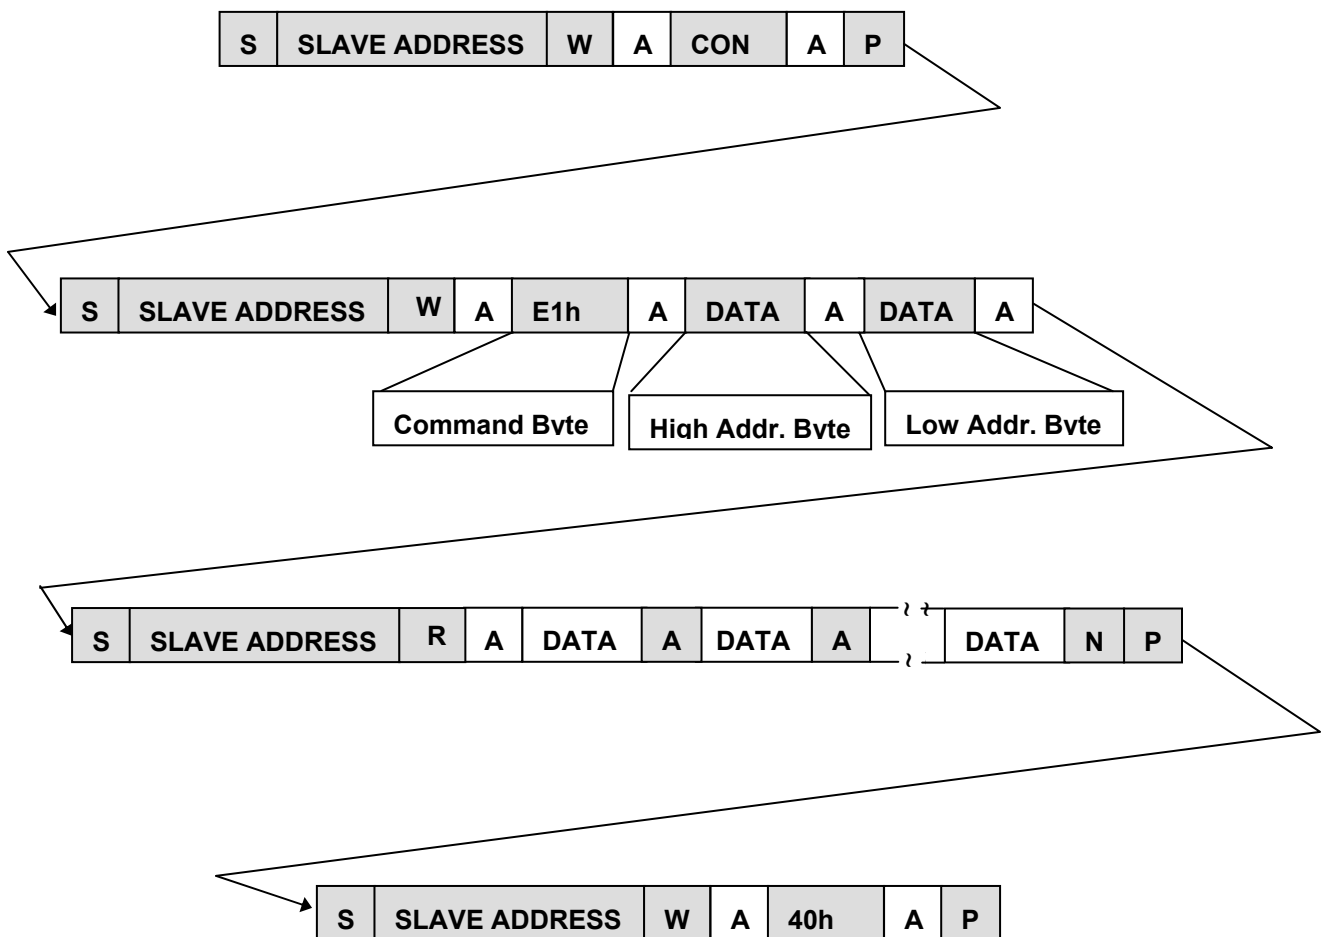 S SLAVE ADDRESS W A CON A P
S SLAVE ADDRESS W A E1h A DATA A DATA A
Command Byte High Addr. Byte Low Addr. Byte
S SLAVE ADDRESS R A DATA A DATA A ~ ~ ~ DATA N P
S SLAVE ADDRESS W A 40h A P